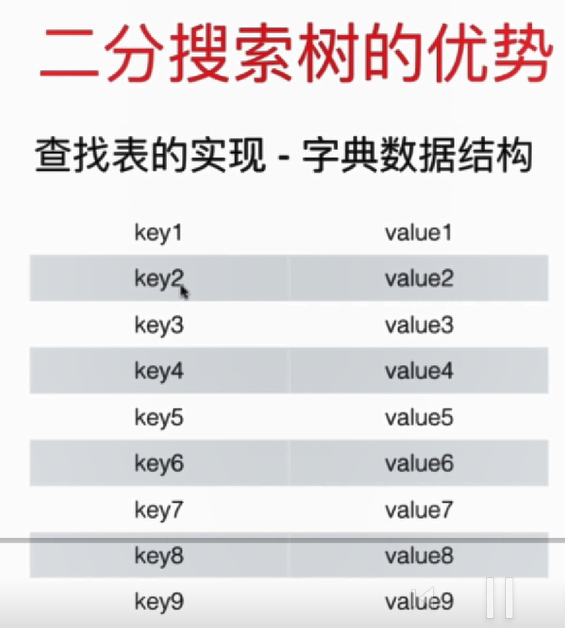 二分搜索树的优势
查找表的实现 - 字典数据结构
key1 value1
key2 value2
key3 value3
key4 value4
key5 value5
key6 value6
key7 value7
key8 value8
key9 value9